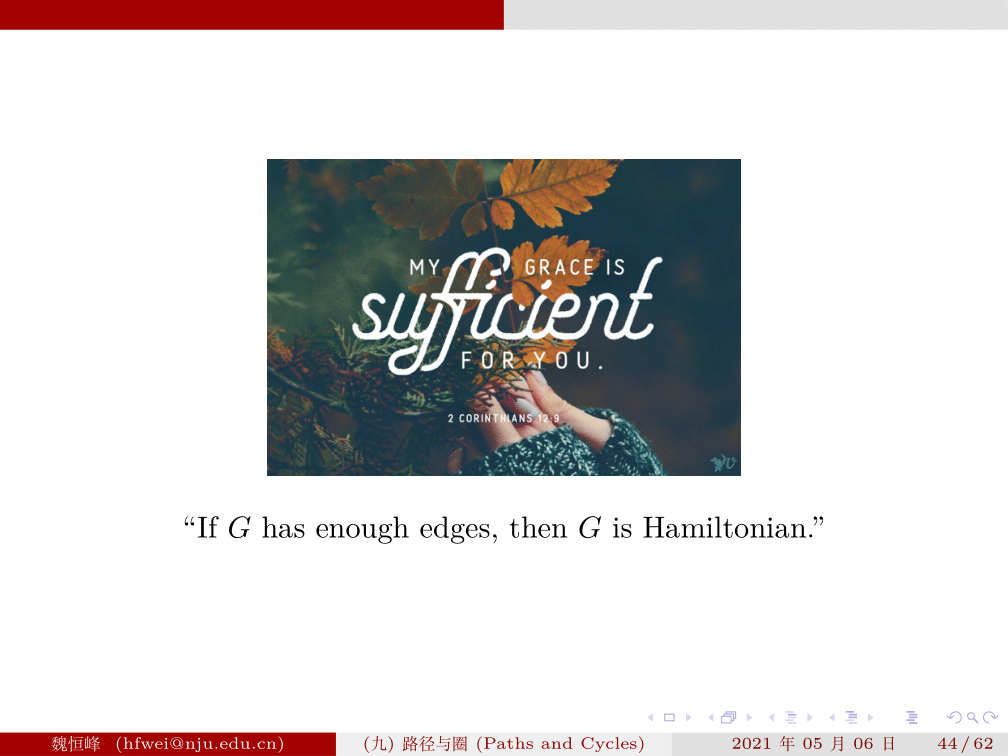 MY GRACE IS
sufficient
FOR YOU.
2 CORINTHIANS 12:9
“If G has enough edges, then G is Hamiltonian.”
魏恒峰 (hfwei@nju.edu.cn) (九) 路径与圈 (Paths and Cycles) 2021 年 05 月 06 日 44 / 62